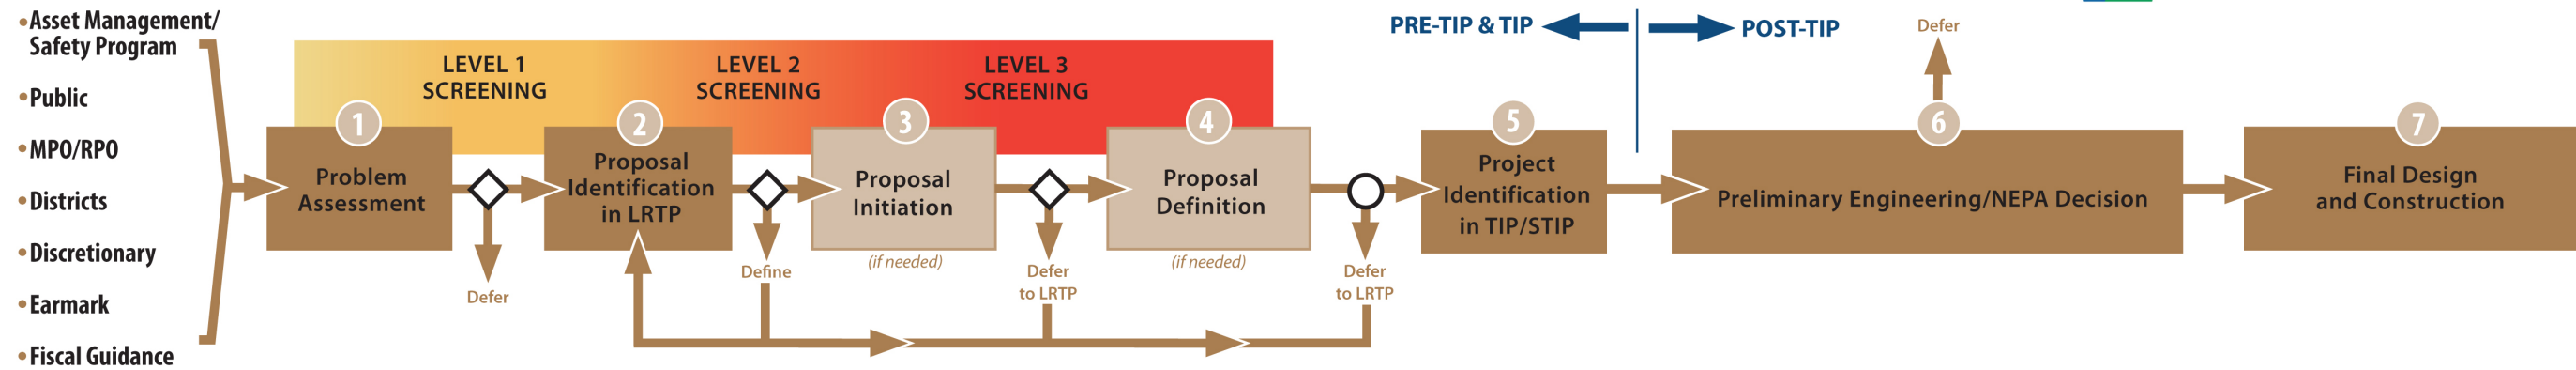 •Asset Management/
Safety Program
•Public
•MPO/RPO
•Districts
•Discretionary
•Earmark
•Fiscal Guidance
LEVEL 1
SCREENING
LEVEL 2
SCREENING
LEVEL 3
SCREENING
PRE-TIP & TIP
POST-TIP
1
Problem
Assessment
Defer
2
Proposal
Identification
in LRTP
Define
3
Proposal
Initiation
(if needed)
Defer
to LRTP
4
Proposal
Definition
(if needed)
Defer
to LRTP
5
Project
Identification
in TIP/STIP
Defer
6
Preliminary Engineering/NEPA Decision
7
Final Design
and Construction